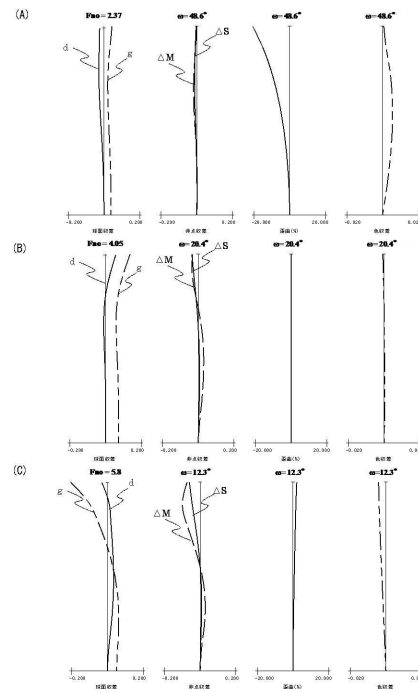 (A)
Fno= 2.37 ω=48.6° ω=48.6° ω=48.6°
d g △M △S
-0.200 0.200 -0.200 0.200 -20.000 20.000 0.02
球面収差 非点収差 歪曲(%) 色収差
(B)
Fno= 4.05 ω=20.4° ω=20.4° ω=20.4°
d g △M △S
-0.200 0.200 0.200 -20.000 20.000 0.020
球面収差 非点収差 歪曲(%) 色収差
(C)
Fno= 5.8 ω=12.3° ω=12.3° ω=12.3°
g d △M △S
-0.200 0.200 0.200 -20.000 20.000 0.020
球面収差 非点収差 歪曲(%) 色収差